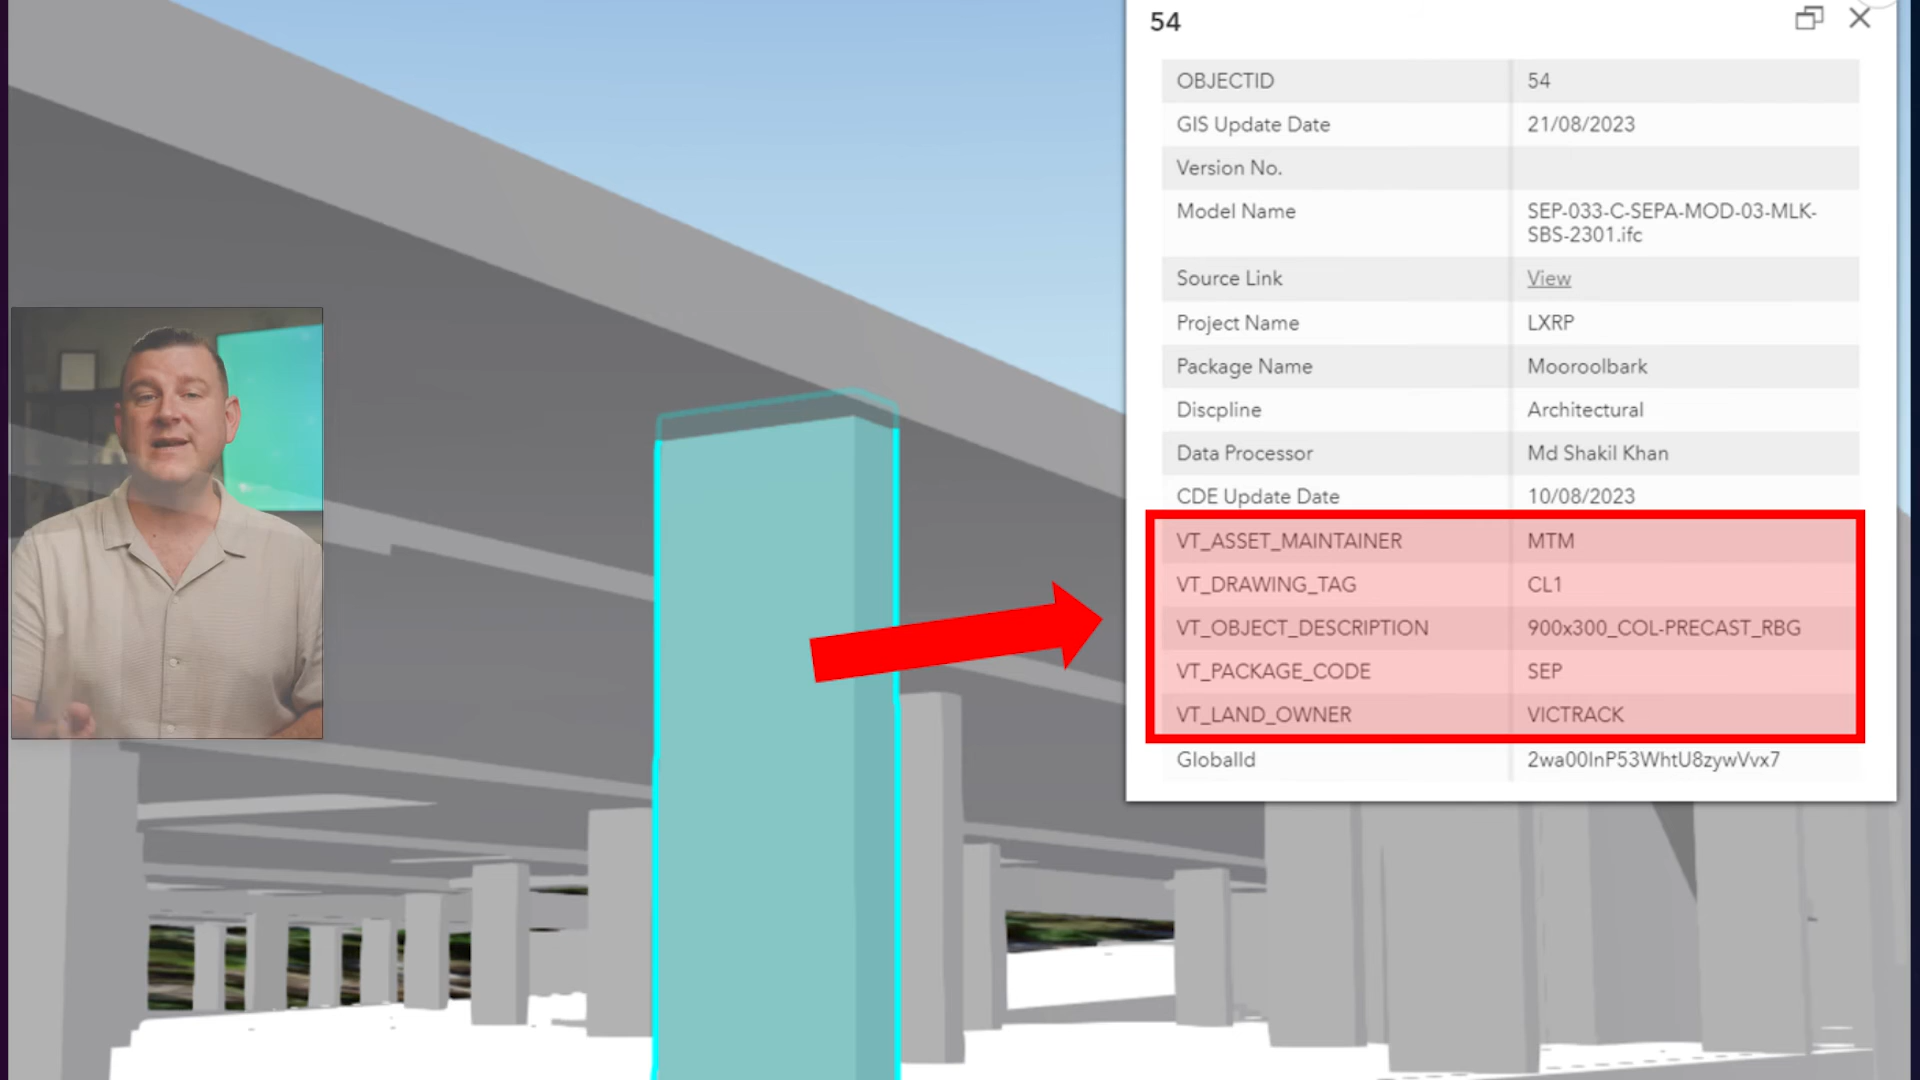 54
OBJECTID 54
GIS Update Date 21/08/2023
Version No.
Model Name SEP-033-C-SEPA-MOD-03-MLK-
SBS-2301.ifc
Source Link View
Project Name LXRP
Package Name Mooroolbark
Discpline Architectural
Data Processor Md Shakil Khan
CDE Update Date 10/08/2023
VT_ASSET_MAINTAINER MTM
VT_DRAWING_TAG CL1
VT_OBJECT_DESCRIPTION 900x300_COL-PRECAST_RBG
VT_PACKAGE_CODE SEP
VT_LAND_OWNER VICTRACK
GlobalId 2wa00InP53WhtU8zywVvx7